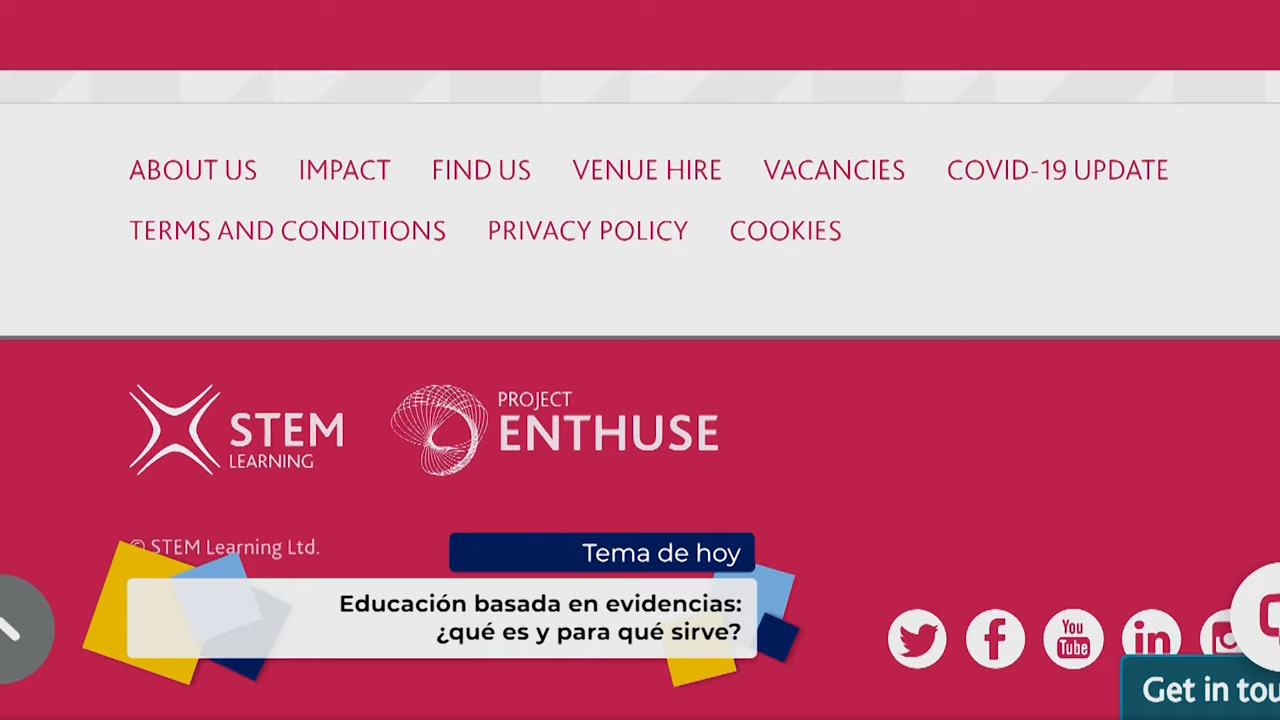 ABOUT US IMPACT FIND US VENUE HIRE VACANCIES COVID-19 UPDATE
TERMS AND CONDITIONS PRIVACY POLICY COOKIES
STEM
LEARNING
PROJECT
ENTHUSE
© STEM Learning Ltd.
Tema de hoy
Educación basada en evidencias:
¿qué es y para qué sirve?
You
Tube
in
Get in